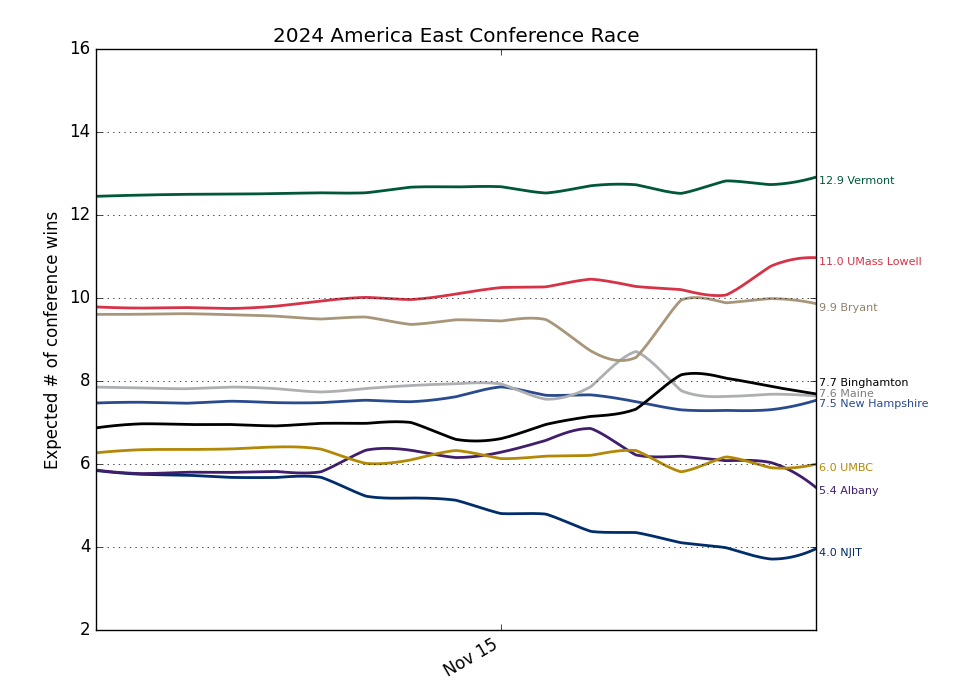 2024 America East Conference Race
Expected # of conference wins
16
14
12
10
8
6
4
2
Nov 15
12.9 Vermont
11.0 UMass Lowell
9.9 Bryant
7.7 Binghamton
7.6 Maine
7.5 New Hampshire
6.0 UMBC
5.4 Albany
4.0 NJIT